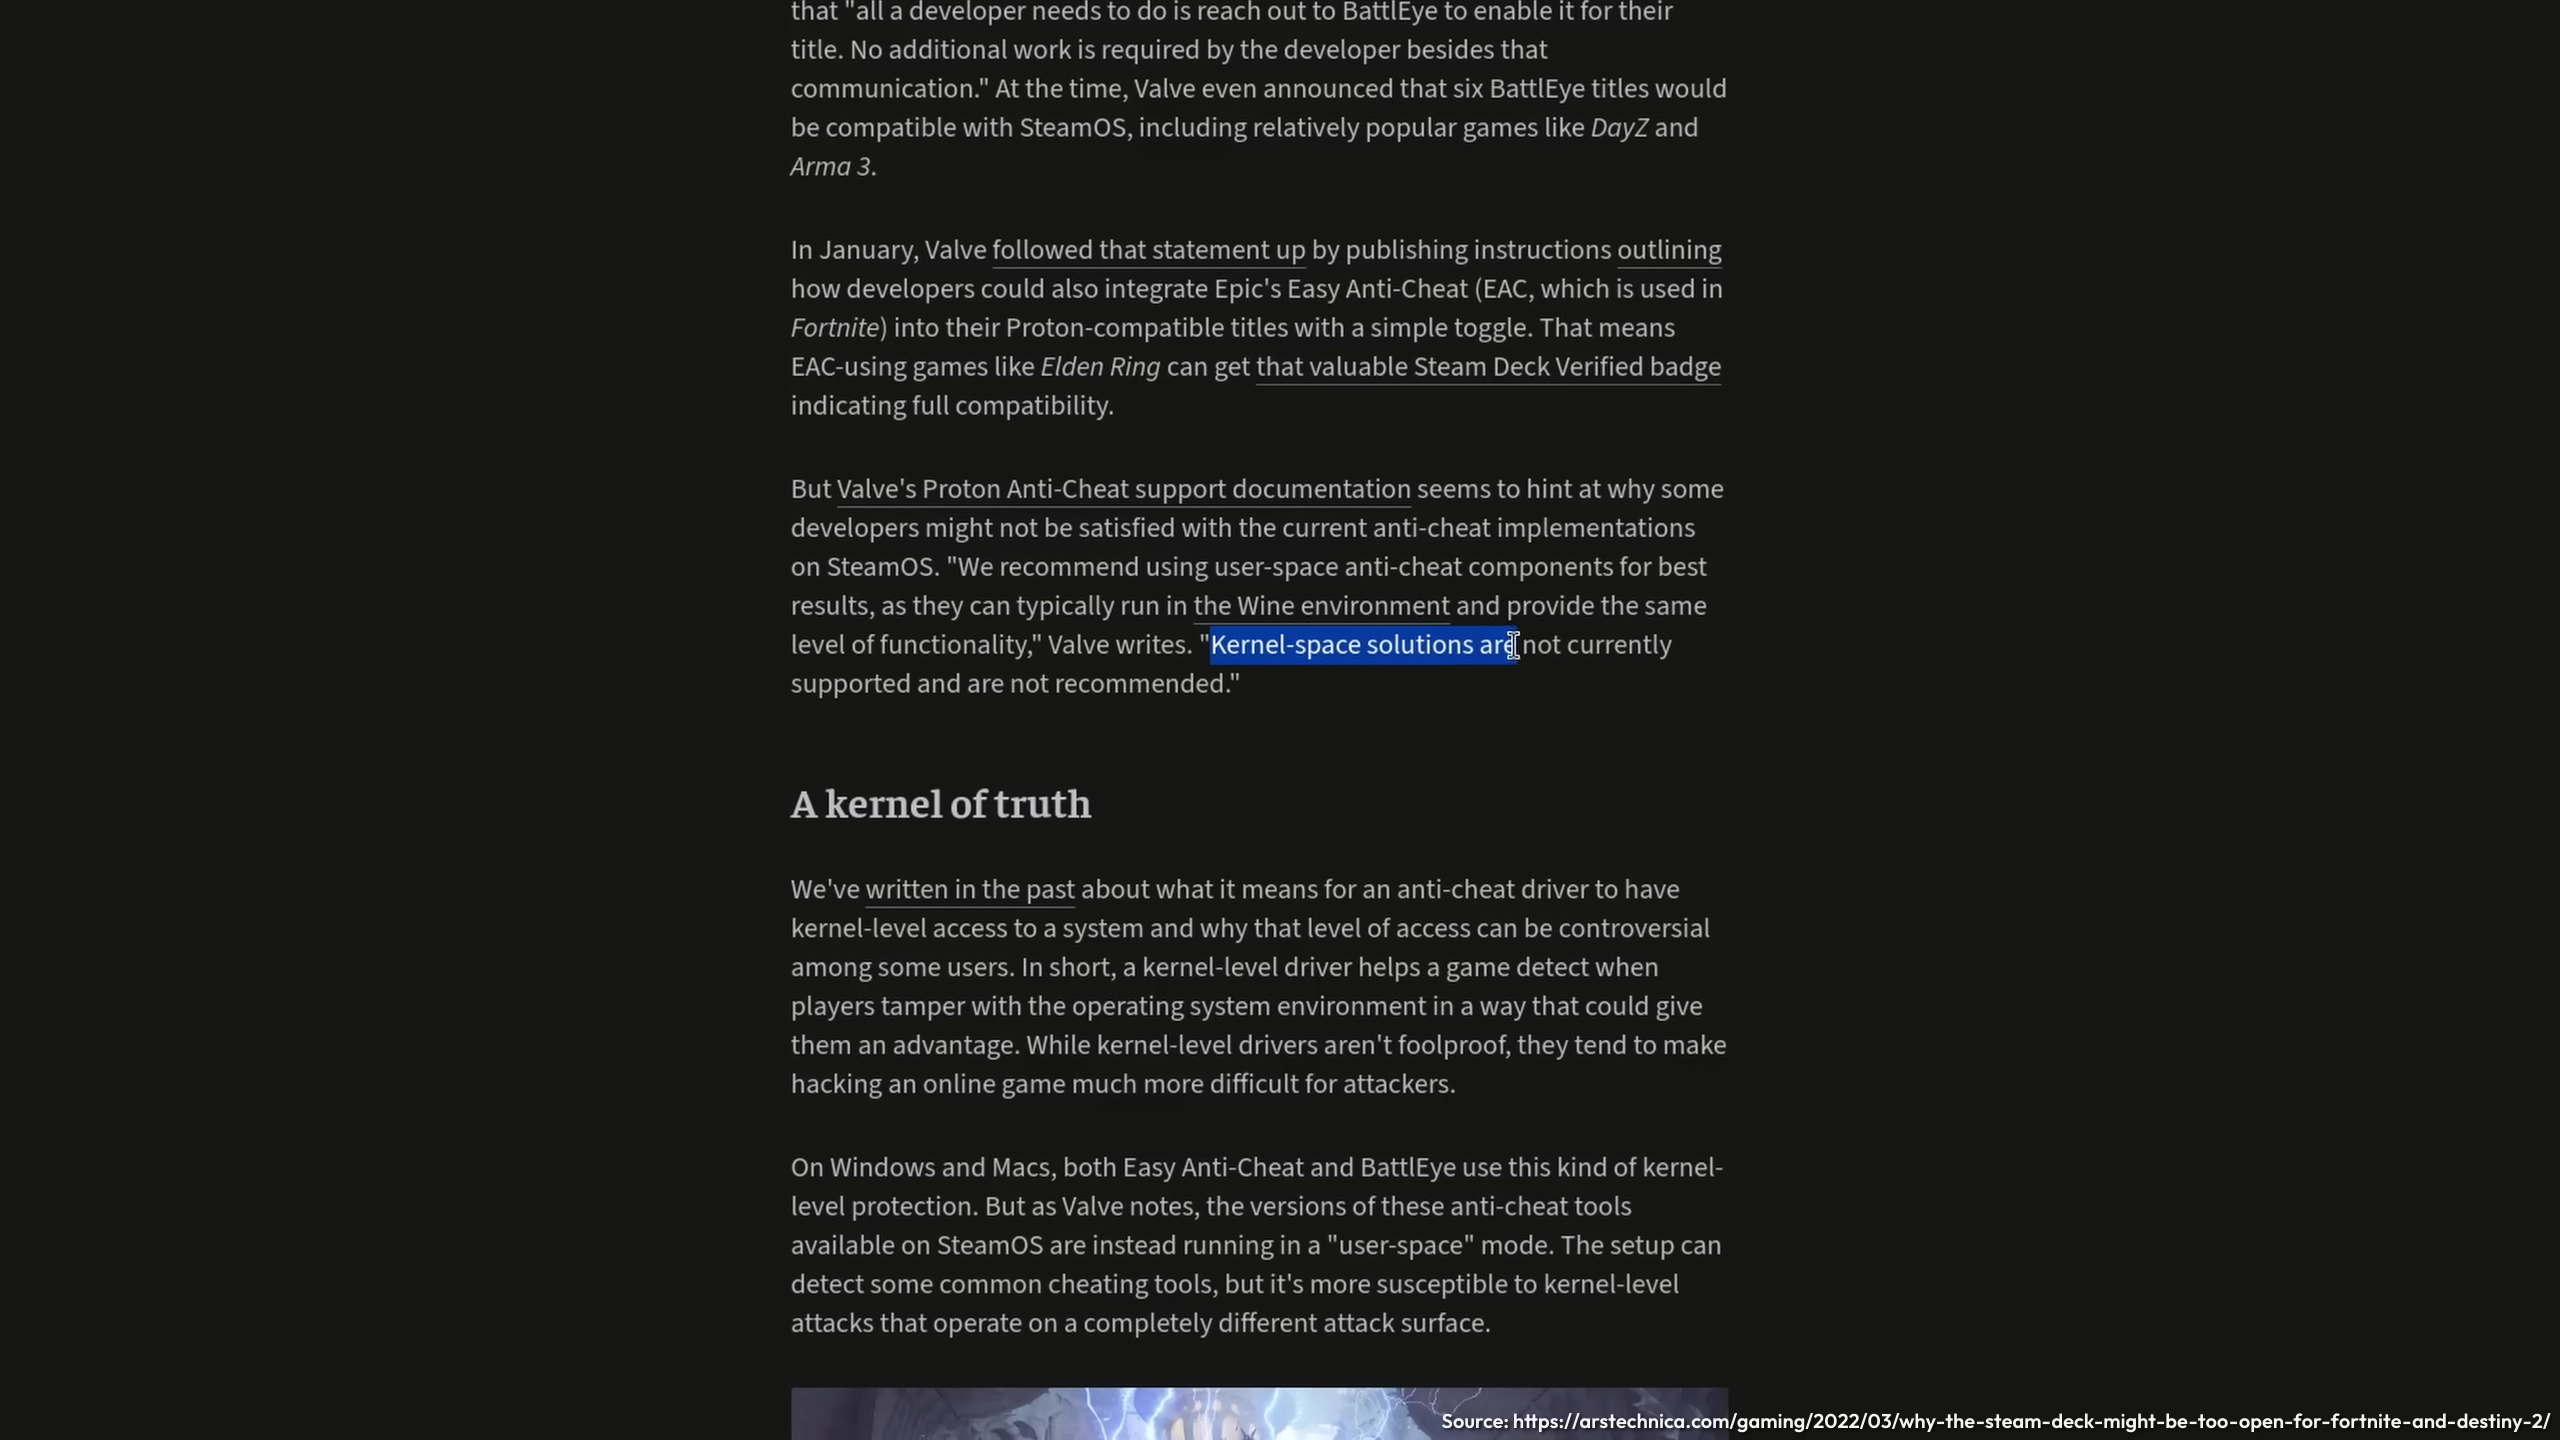 that "all a developer needs to do is reach out to BattlEye to enable it for their
title. No additional work is required by the developer besides that
communication." At the time, Valve even announced that six BattlEye titles would
be compatible with SteamOS, including relatively popular games like DayZ and
Arma 3.
In January, Valve followed that statement up by publishing instructions outlining
how developers could also integrate Epic's Easy Anti-Cheat (EAC, which is used in
Fortnite) into their Proton-compatible titles with a simple toggle. That means
EAC-using games like Elden Ring can get that valuable Steam Deck Verified badge
indicating full compatibility.
But Valve's Proton Anti-Cheat support documentation seems to hint at why some
developers might not be satisfied with the current anti-cheat implementations
on SteamOS. "We recommend using user-space anti-cheat components for best
results, as they can typically run in the Wine environment and provide the same
level of functionality," Valve writes. "Kernel-space solutions are not currently
supported and are not recommended."
A kernel of truth
We've written in the past about what it means for an anti-cheat driver to have
kernel-level access to a system and why that level of access can be controversial
among some users. In short, a kernel-level driver helps a game detect when
players tamper with the operating system environment in a way that could give
them an advantage. While kernel-level drivers aren't foolproof, they tend to make
hacking an online game much more difficult for attackers.
On Windows and Macs, both Easy Anti-Cheat and BattlEye use this kind of kernel-
level protection. But as Valve notes, the versions of these anti-cheat tools
available on SteamOS are instead running in a "user-space" mode. The setup can
detect some common cheating tools, but it's more susceptible to kernel-level
attacks that operate on a completely different attack surface.
Source: https://arstechnica.com/gaming/2022/03/why-the-steam-deck-might-be-too-open-for-fortnite-and-destiny-2/